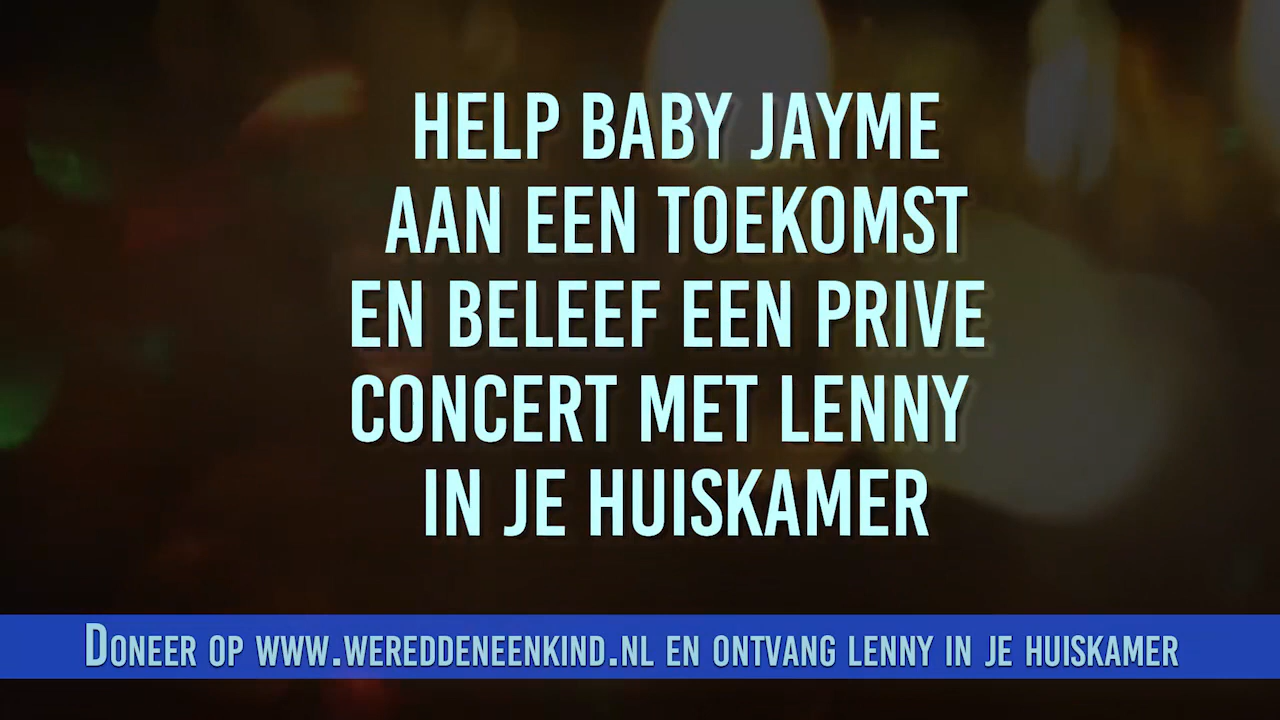 HELP BABY JAYME
AAN EEN TOEKOMST
EN BELEEF EEN PRIVE
CONCERT MET LENNY
IN JE HUISKAMER
DONEER OP WWW.WEREDDENEENKIND.NL EN ONTVANG LENNY IN JE HUISKAMER